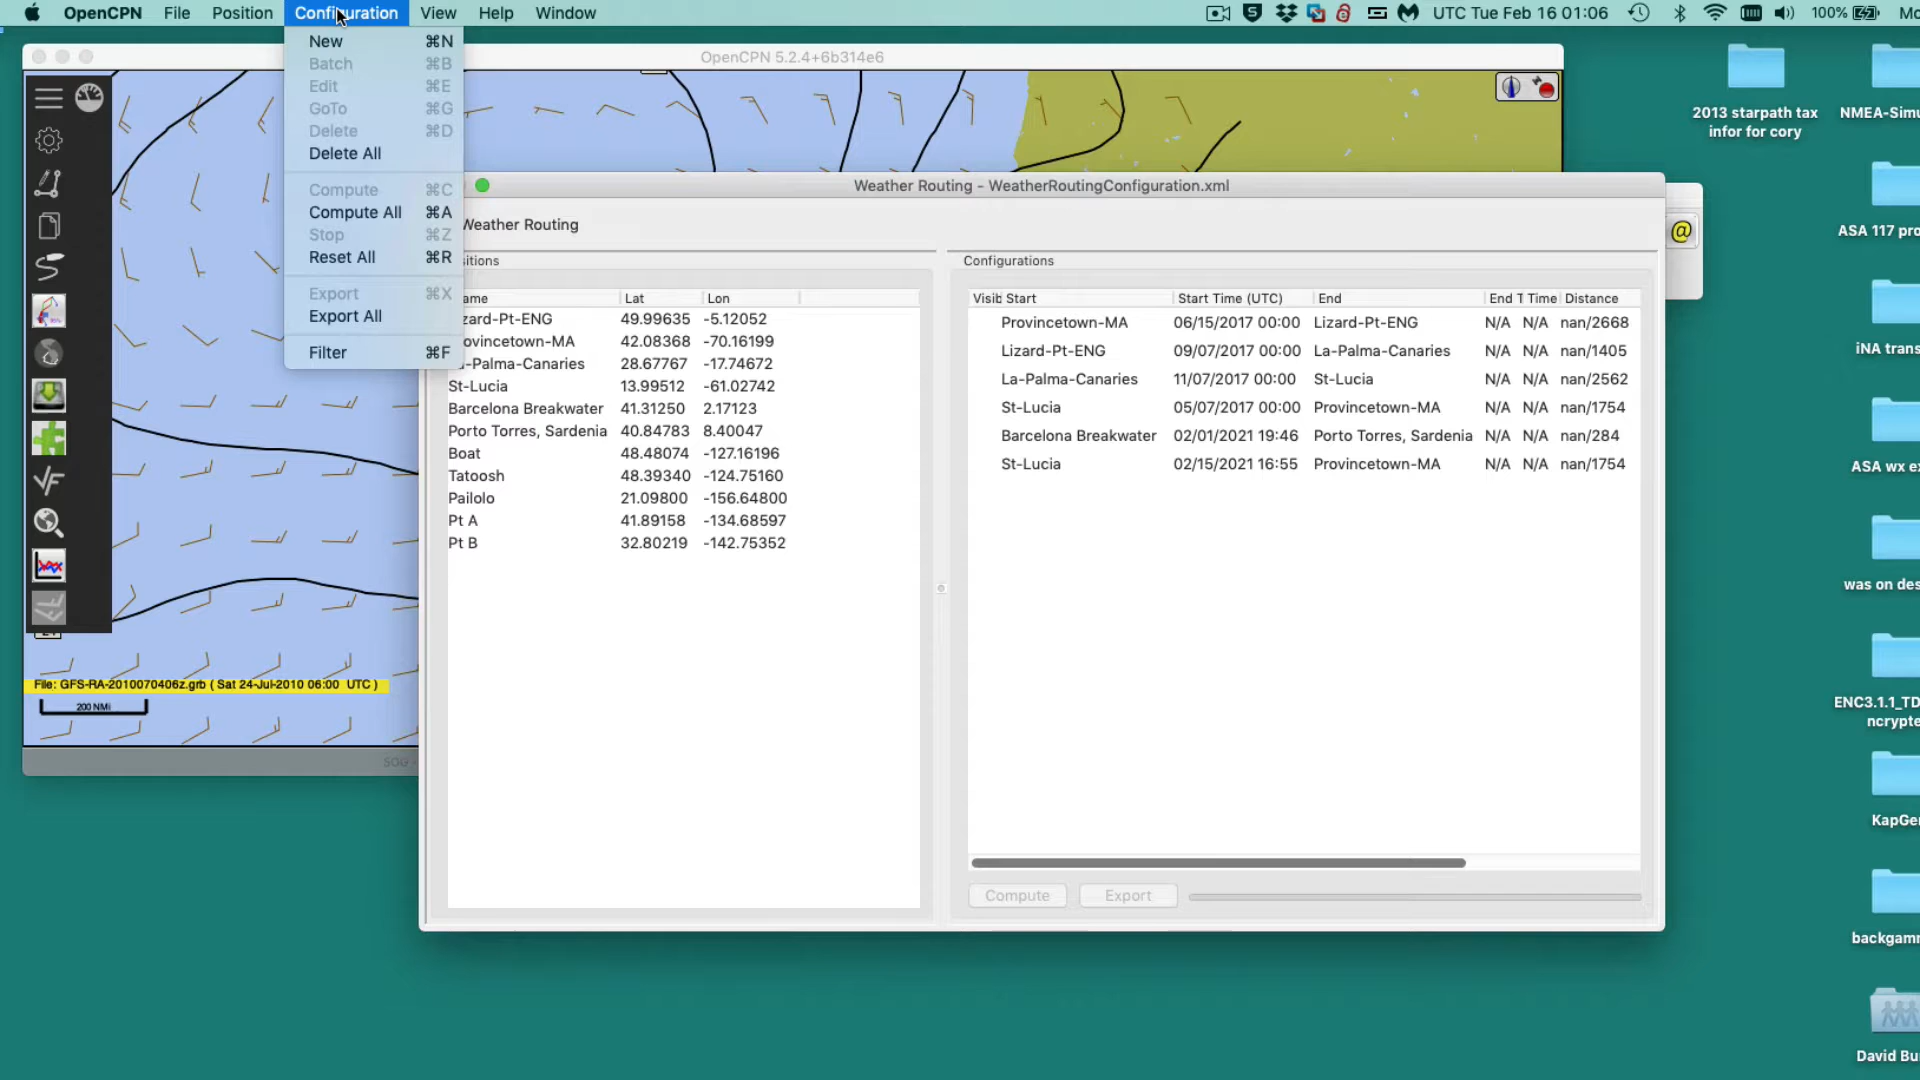 OpenCPN File Position Configuration View Help Window
UTC Tue Feb 16 01:06 100%
New ⌘N
Batch ⌘B
Edit ⌘E
GoTo ⌘G
Delete ⌘D
Delete All
Compute ⌘C
Compute All ⌘A
Stop ⌘Z
Reset All ⌘R
Export ⌘X
Export All
Filter ⌘F
OpenCPN 5.2.4+6b314e6
File: GFS-RA-2010070406z.grb ( Sat 24-Jul-2010 06:00 UTC )
200 NMi
SOG
Weather Routing - WeatherRoutingConfiguration.xml
Weather Routing
itions
ame Lat Lon
zard-Pt-ENG 49.99635 -5.12052
ovincetown-MA 42.08368 -70.16199
-Palma-Canaries 28.67767 -17.74672
St-Lucia 13.99512 -61.02742
Barcelona Breakwater 41.31250 2.17123
Porto Torres, Sardenia 40.84783 8.40047
Boat 48.48074 -127.16196
Tatoosh 48.39340 -124.75160
Pailolo 21.09800 -156.64800
Pt A 41.89158 -134.68597
Pt B 32.80219 -142.75352
Configurations
Visib Start Start Time (UTC) End End T Time Distance
Provincetown-MA 06/15/2017 00:00 Lizard-Pt-ENG N/A N/A nan/2668
Lizard-Pt-ENG 09/07/2017 00:00 La-Palma-Canaries N/A N/A nan/1405
La-Palma-Canaries 11/07/2017 00:00 St-Lucia N/A N/A nan/2562
St-Lucia 05/07/2017 00:00 Provincetown-MA N/A N/A nan/1754
Barcelona Breakwater 02/01/2021 19:46 Porto Torres, Sardenia N/A N/A nan/284
St-Lucia 02/15/2021 16:55 Provincetown-MA N/A N/A nan/1754
Compute Export
@
2013 starpath tax
infor for cory
NMEA-Simu
ASA 117 pro
iNA trans
ASA wx e
was on des
ENC3.1.1_TD
ncrypte
KapGe
backgam
David Bu